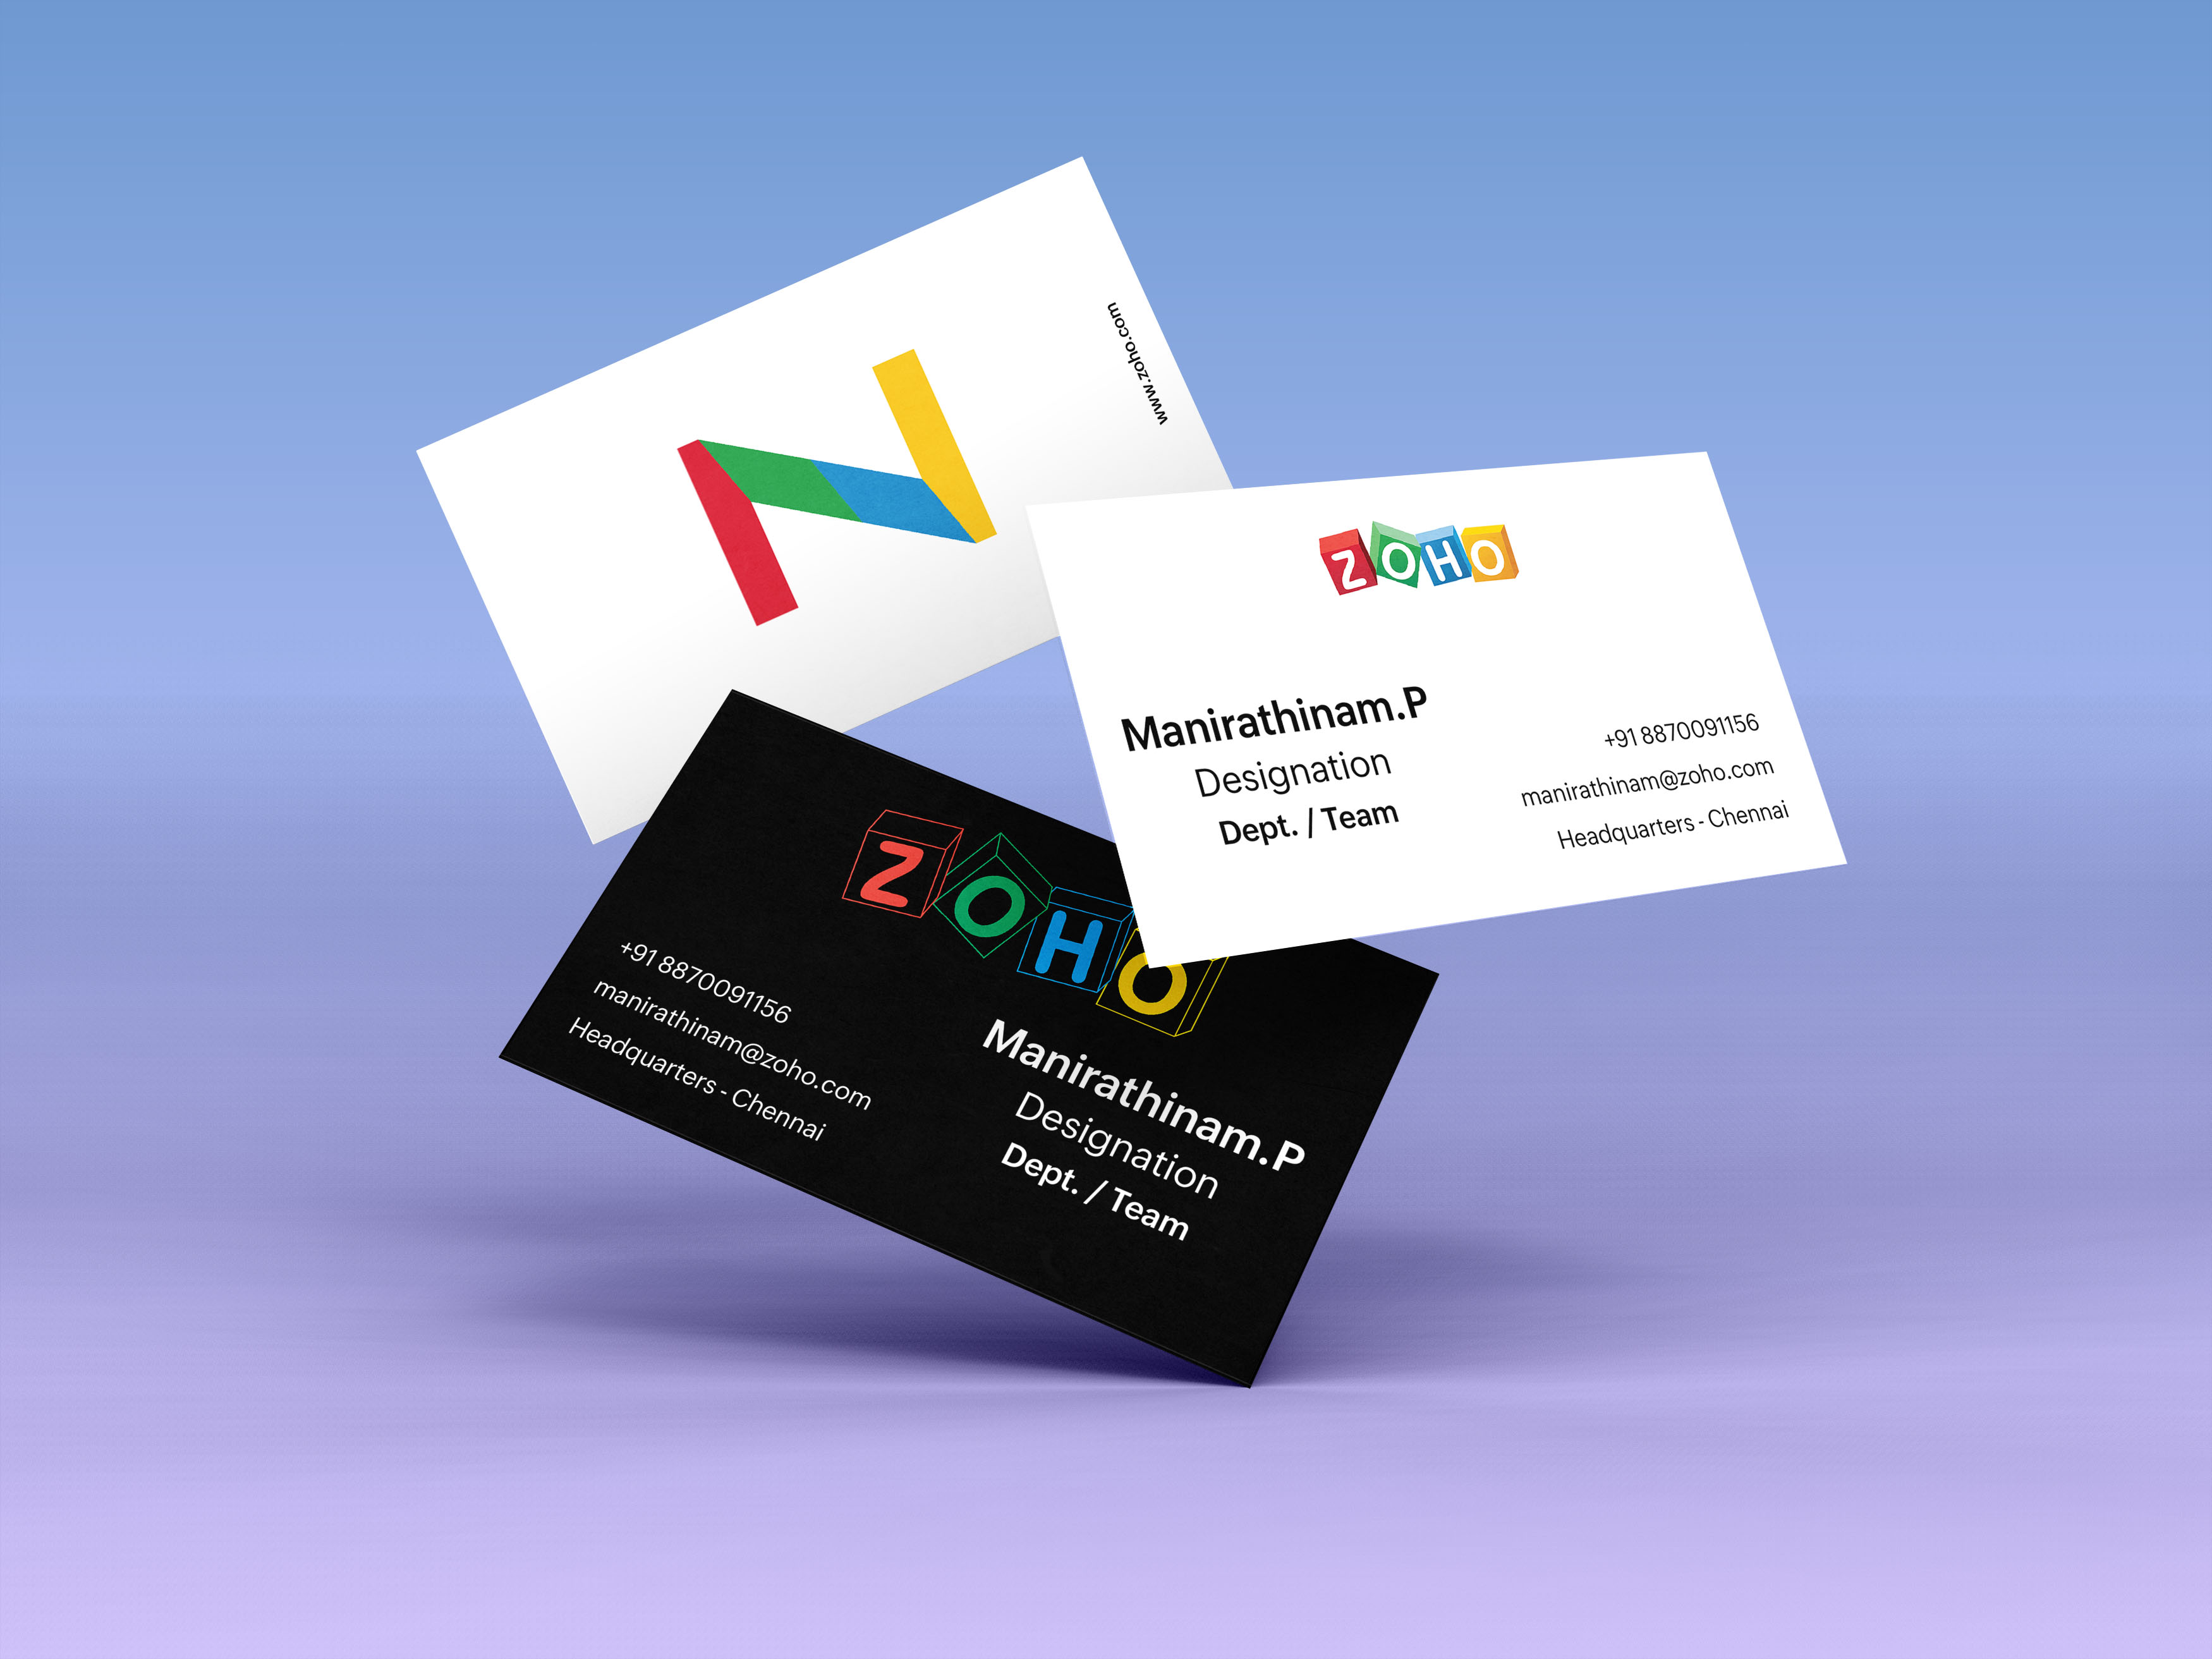 www.zoho.com
ZOHO
Manirathinam.P
Designation
Dept. / Team
+91 8870091156
manirathinam@zoho.com
Headquarters - Chennai
ZOHO
+91 8870091156
manirathinam@zoho.com
Headquarters - Chennai
Manirathinam.P
Designation
Dept. / Team